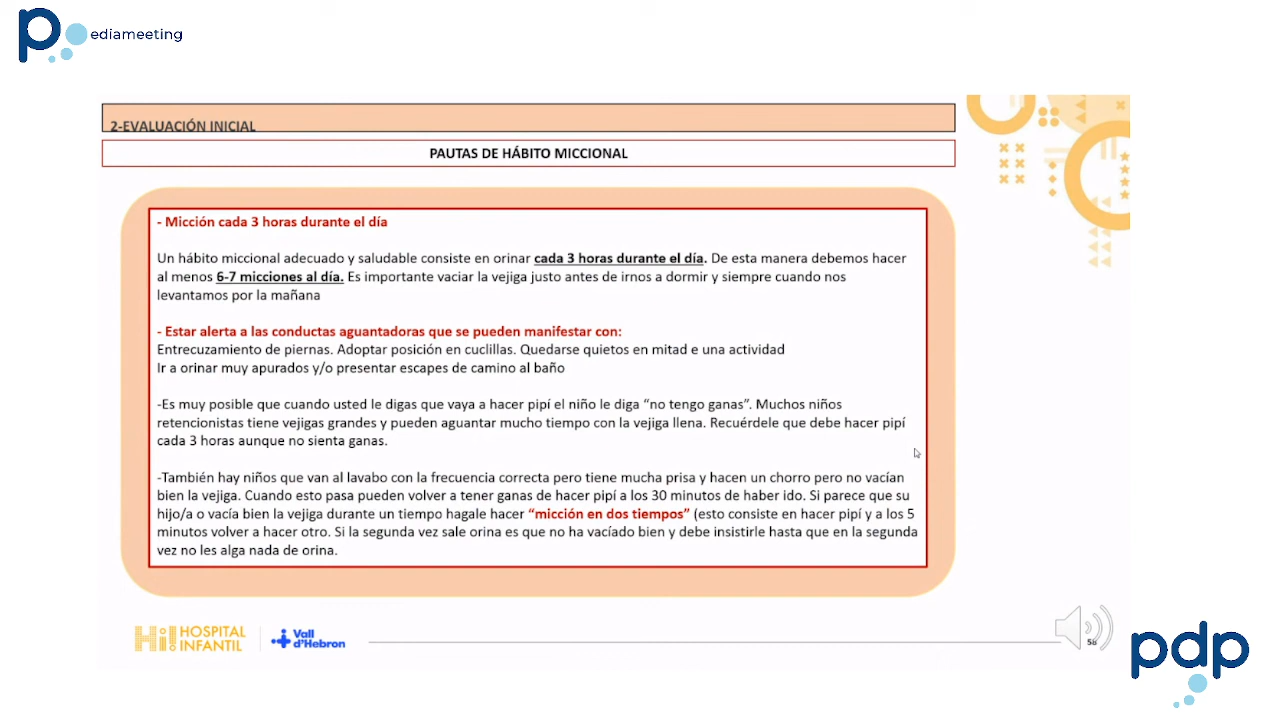 pediameeting
2-EVALUACIÓN INICIAL
PAUTAS DE HÁBITO MICCIONAL
- Micción cada 3 horas durante el día
Un hábito miccional adecuado y saludable consiste en orinar cada 3 horas durante el día. De esta manera debemos hacer
al menos 6-7 micciones al día. Es importante vaciar la vejiga justo antes de irnos a dormir y siempre cuando nos
levantamos por la mañana
- Estar alerta a las conductas aguantadoras que se pueden manifestar con:
Entrecuzamiento de piernas. Adoptar posición en cuclillas. Quedarse quietos en mitad e una actividad
Ir a orinar muy apurados y/o presentar escapes de camino al baño
-Es muy posible que cuando usted le digas que vaya a hacer pipí el niño le diga “no tengo ganas”. Muchos niños
retencionistas tiene vejigas grandes y pueden aguantar mucho tiempo con la vejiga llena. Recuérdele que debe hacer pipí
cada 3 horas aunque no sienta ganas.
-También hay niños que van al lavabo con la frecuencia correcta pero tiene mucha prisa y hacen un chorro pero no vacían
bien la vejiga. Cuando esto pasa pueden volver a tener ganas de hacer pipí a los 30 minutos de haber ido. Si parece que su
hijo/a o vacía bien la vejiga durante un tiempo hagale hacer “micción en dos tiempos” (esto consiste en hacer pipí y a los 5
minutos volver a hacer otro. Si la segunda vez sale orina es que no ha vacíado bien y debe insistirle hasta que en la segunda
vez no les alga nada de orina.
Hi! HOSPITAL
INFANTIL
Vall
d'Hebron
58
pdp